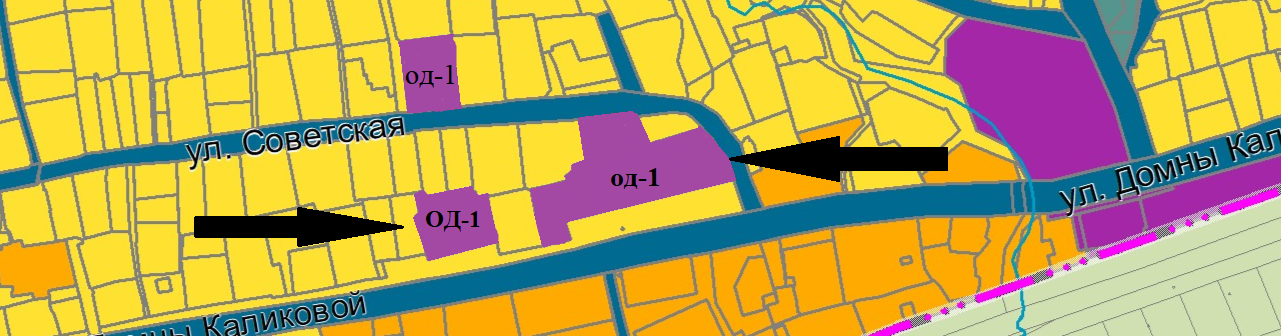 од-1
ул. Советская
од-1
ОД-1
ул. Домны Кал
мны Каликовой